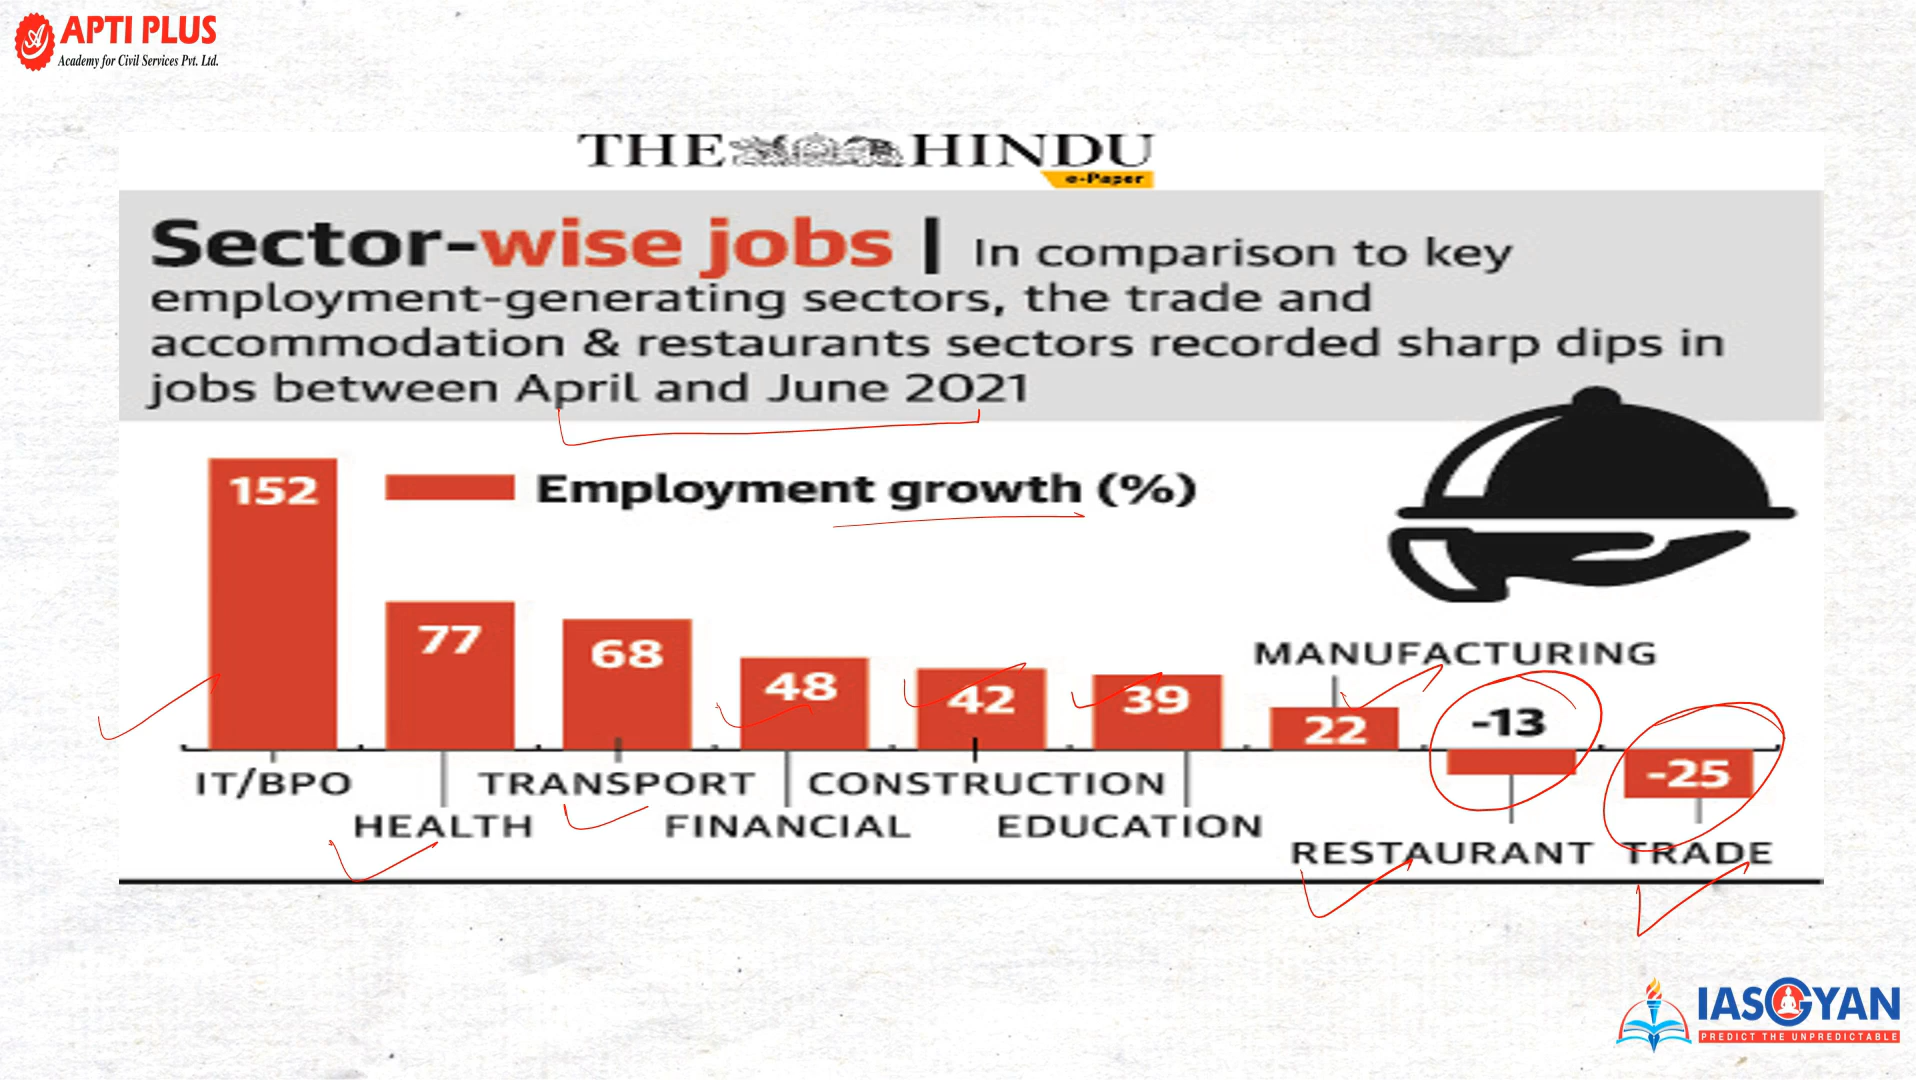 APTI PLUS
Academy for Civil Services Pvt. Ltd.
THE HINDU
e-Paper
Sector-wise jobs | In comparison to key
employment-generating sectors, the trade and
accommodation & restaurants sectors recorded sharp dips in
jobs between April and June 2021
152
Employment growth (%)
77
68
48
42
39
MANUFACTURING
22
-13
-25
IT/BPO
TRANSPORT
CONSTRUCTION
HEALTH
FINANCIAL
EDUCATION
RESTAURANT
TRADE
IASGYAN
PREDICT THE UNPREDICTABLE